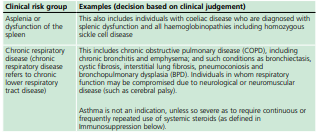 Clinical risk group
Examples (decision based on clinical judgement)
Asplenia or
dysfunction of the
spleen
This also includes individuals with coeliac disease who are diagnosed with
splenic dysfunction and all haemoglobinopathies including homozygous
sickle cell disease
Chronic respiratory
disease (chronic
respiratory disease
refers to chronic
lower respiratory
tract disease)
This includes chronic obstructive pulmonary disease (COPD), including
chronic bronchitis and emphysema; and such conditions as bronchiectasis,
cystic fibrosis, interstitial lung fibrosis, pneumoconiosis and
bronchopulmonary dysplasia (BPD). Individuals in whom respiratory
function may be compromised due to neurological or neuromuscular
disease (such as cerebral palsy).
Asthma is not an indication, unless so severe as to require continuous or
frequently repeated use of systemic steroids (as defined in
Immunosuppression below).